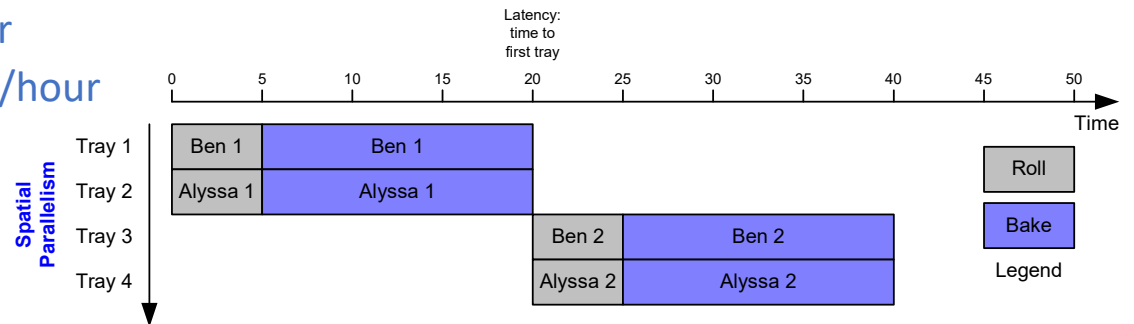 r
/hour
Latency:
time to
first tray
0 5 10 15 20 25 30 35 40 45 50
Time
Spatial
Parallelism
Tray 1 Ben 1 Ben 1
Tray 2 Alyssa 1 Alyssa 1
Tray 3 Ben 2 Ben 2
Tray 4 Alyssa 2 Alyssa 2
Roll
Bake
Legend